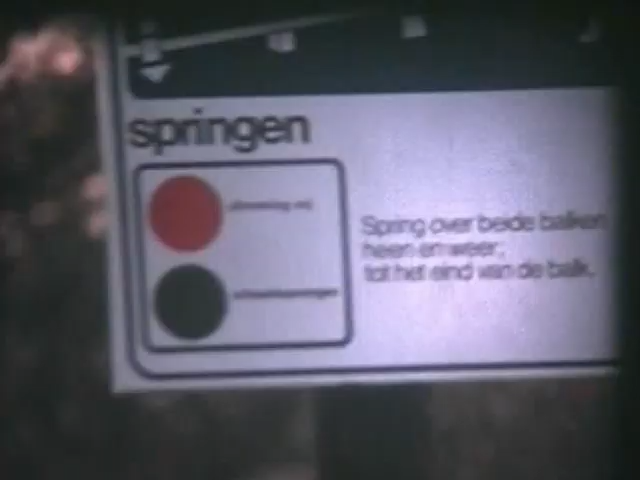 springen
Spring over beide balken
heen en weer,
tot het eind van de balk.